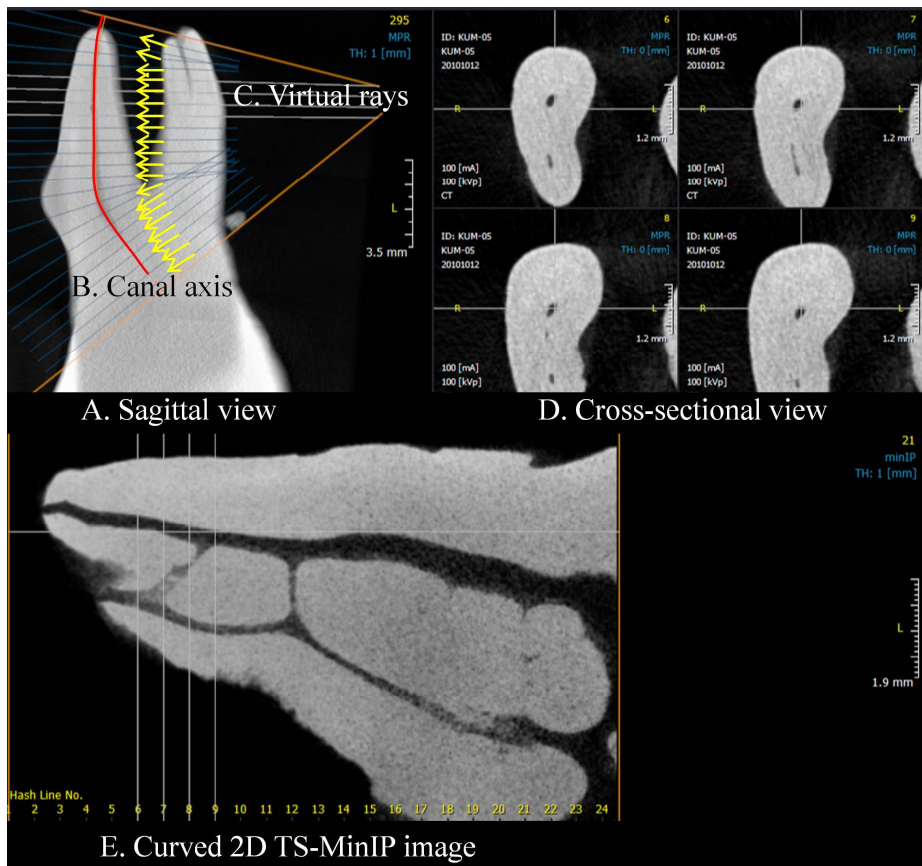 295
MPR
TH: 1 [mm]
C. Virtual rays
L
3.5 mm
B. Canal axis
A. Sagittal view
6
ID: KUM-05
MPR
KUM-05
TH: 0 [mm]
20101012
R
L
1.2 mm
100 [mA]
100 [kVp]
CT
7
ID: KUM-05
MPR
KUM-05
TH: 0 [mm]
20101012
R
L
1.2 mm
100 [mA]
100 [kVp]
CT
8
ID: KUM-05
MPR
KUM-05
TH: 0 [mm]
20101012
R
L
1.2 mm
100 [mA]
100 [kVp]
9
ID: KUM-05
MPR
KUM-05
TH: 0 [mm]
20101012
R
L
1.2 mm
100 [mA]
100 [kVp]
D. Cross-sectional view
21
minIP
TH: 1 [mm]
L
1.9 mm
Hash Line No.
1 2 3 4 5 6 7 8 9 10 11 12 13 14 15 16 17 18 19 20 21 22 23 24
E. Curved 2D TS-MinIP image